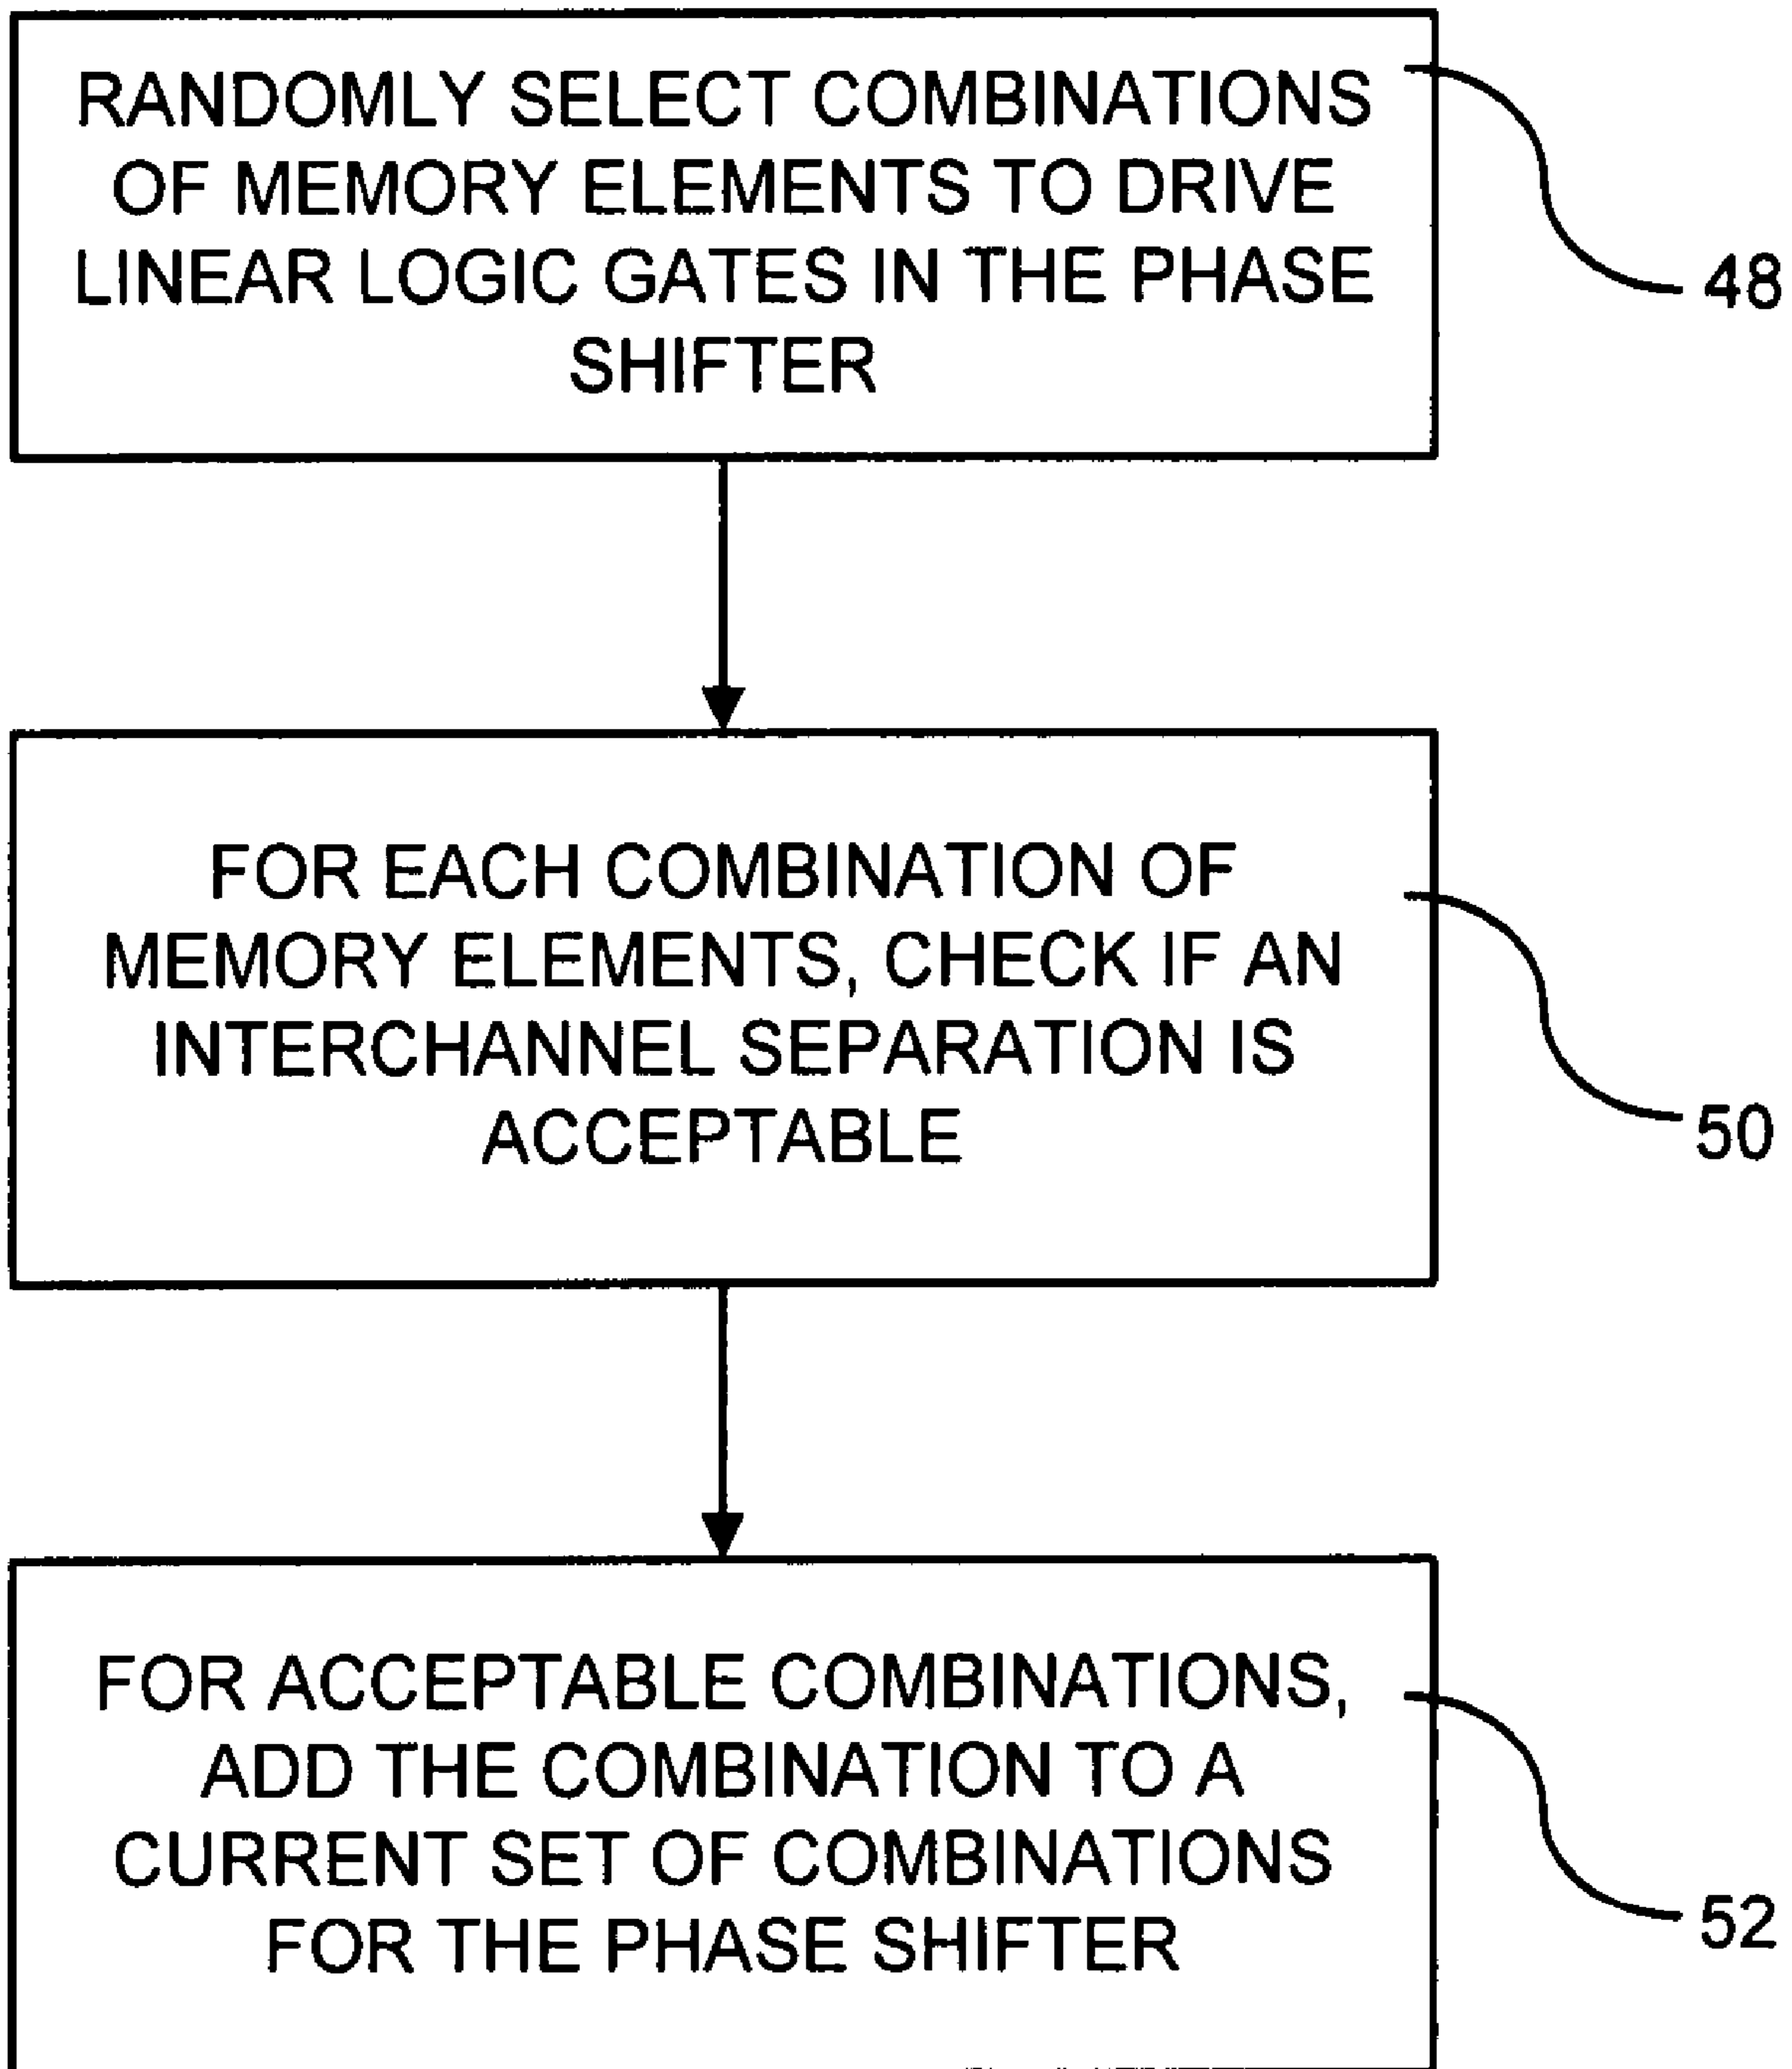 RANDOMLY SELECT COMBINATIONS
OF MEMORY ELEMENTS TO DRIVE
LINEAR LOGIC GATES IN THE PHASE
SHIFTER
48
FOR EACH COMBINATION OF
MEMORY ELEMENTS, CHECK IF AN
INTERCHANNEL SEPARATION IS
ACCEPTABLE
50
FOR ACCEPTABLE COMBINATIONS,
ADD THE COMBINATION TO A
CURRENT SET OF COMBINATIONS
FOR THE PHASE SHIFTER
52